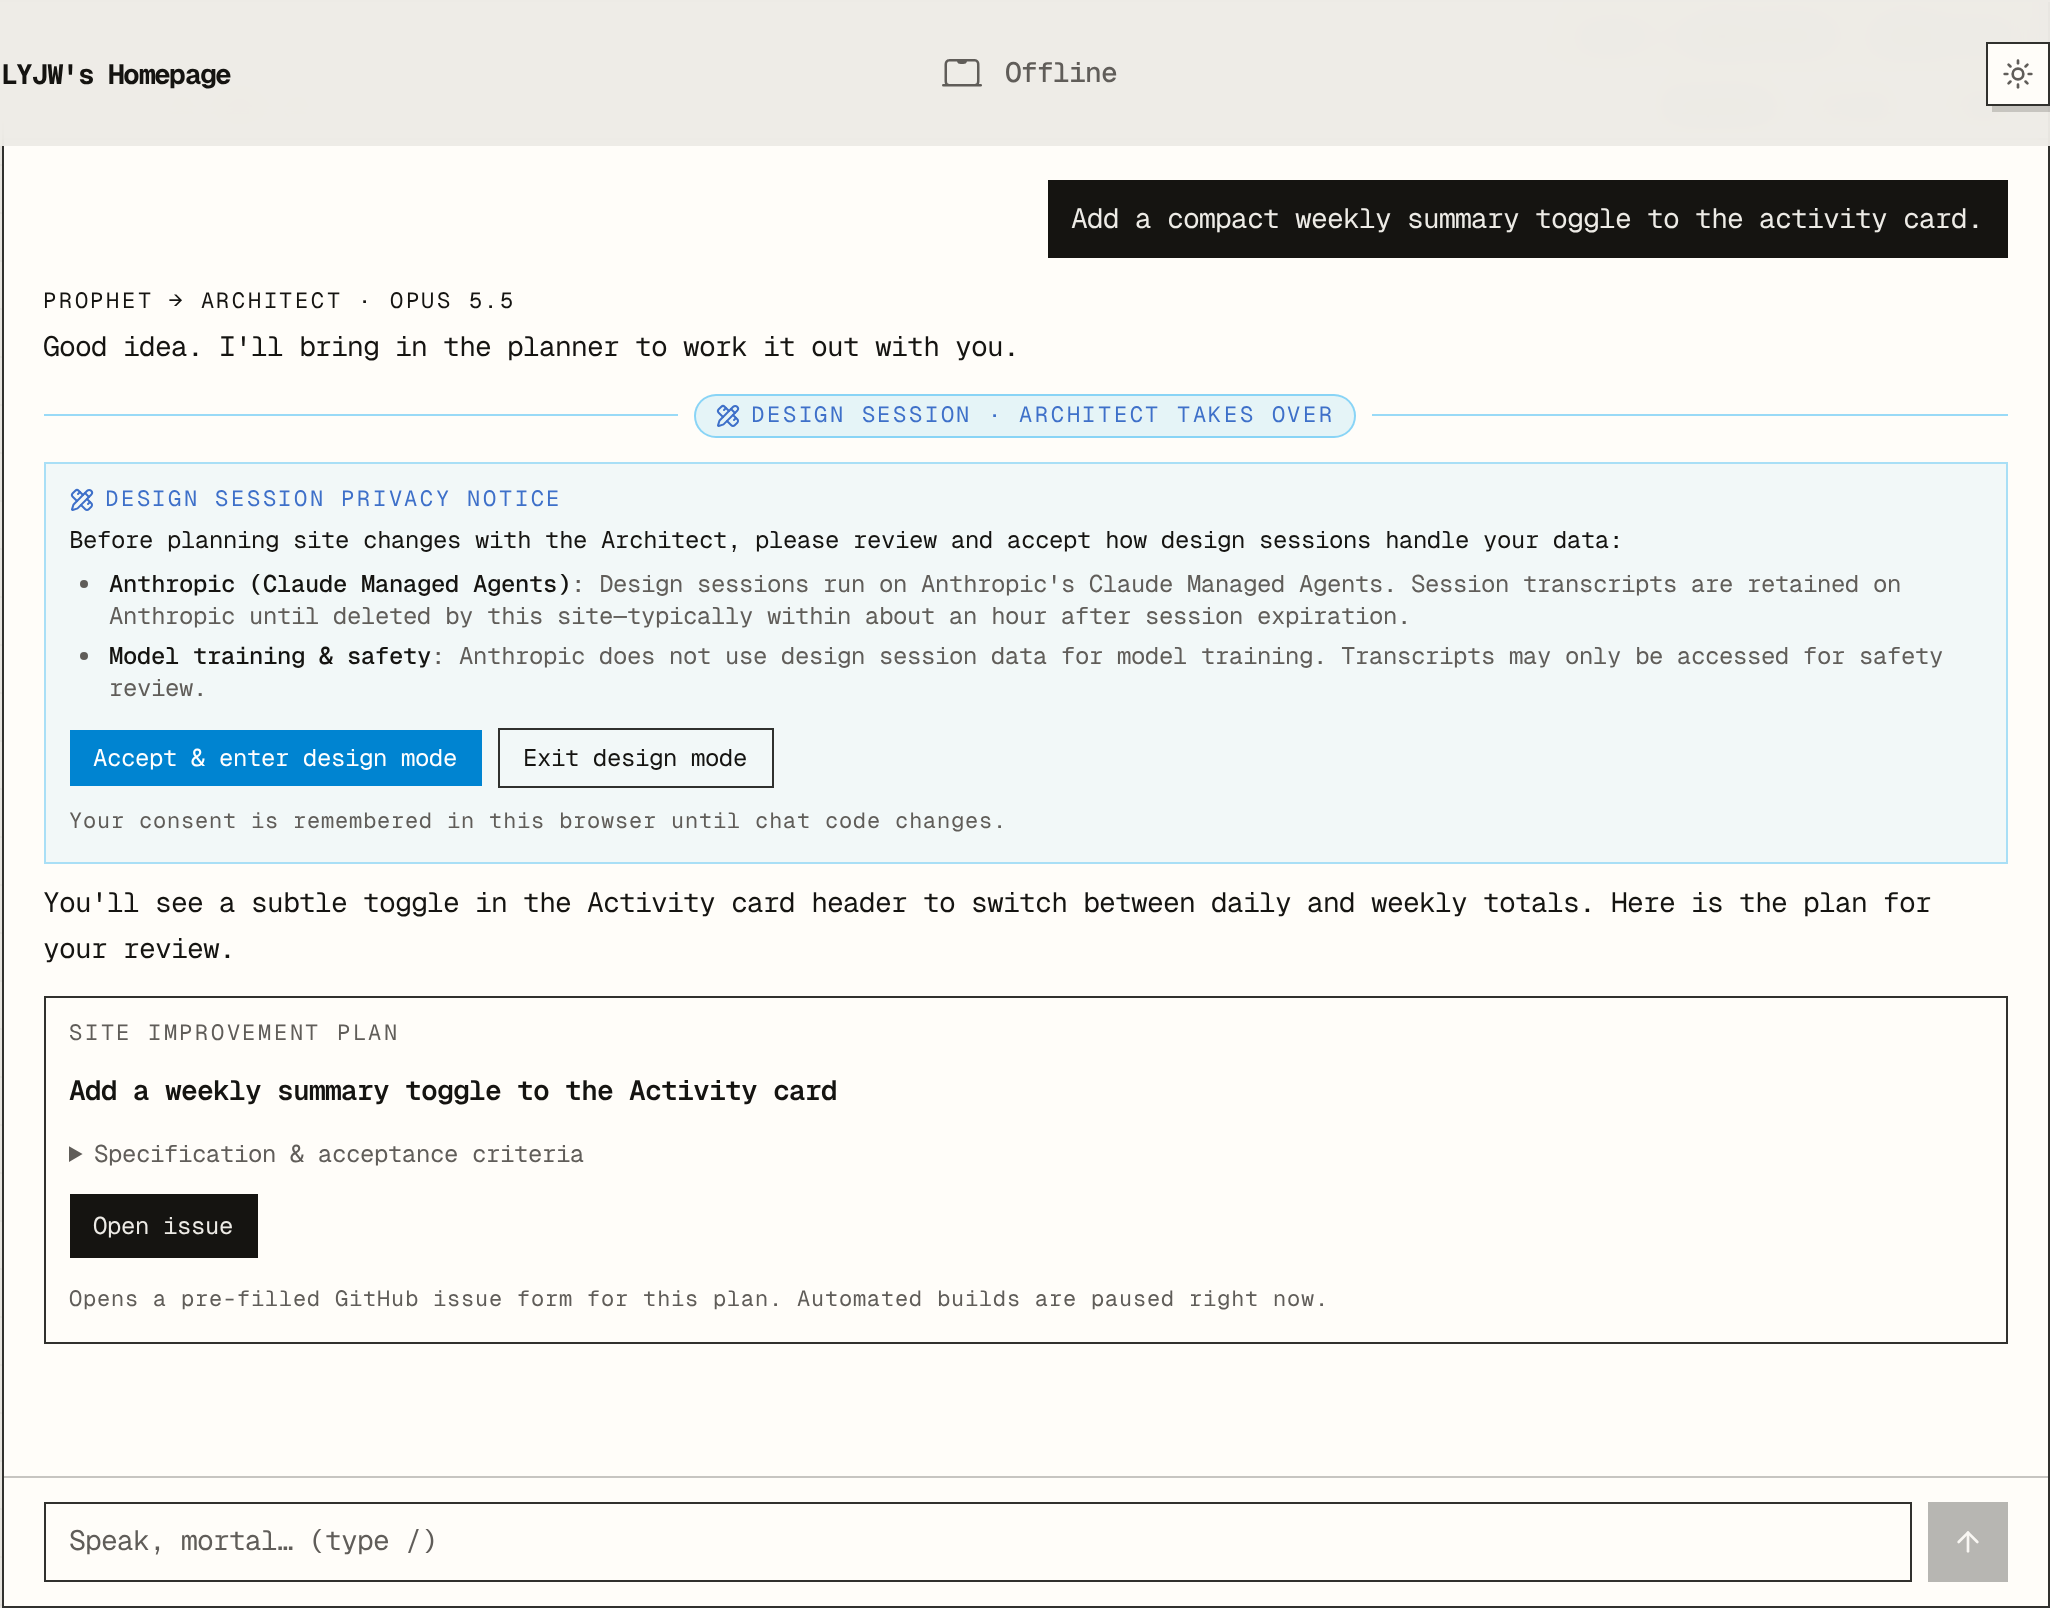 LYJW's Homepage
Offline
Add a compact weekly summary toggle to the activity card.
PROPHET → ARCHITECT · OPUS 5.5
Good idea. I'll bring in the planner to work it out with you.
DESIGN SESSION · ARCHITECT TAKES OVER
DESIGN SESSION PRIVACY NOTICE
Before planning site changes with the Architect, please review and accept how design sessions handle your data:
• Anthropic (Claude Managed Agents): Design sessions run on Anthropic's Claude Managed Agents. Session transcripts are retained on
Anthropic until deleted by this site—typically within about an hour after session expiration.
• Model training & safety: Anthropic does not use design session data for model training. Transcripts may only be accessed for safety
review.
Accept & enter design mode
Exit design mode
Your consent is remembered in this browser until chat code changes.
You'll see a subtle toggle in the Activity card header to switch between daily and weekly totals. Here is the plan for
your review.
SITE IMPROVEMENT PLAN
Add a weekly summary toggle to the Activity card
▶ Specification & acceptance criteria
Open issue
Opens a pre-filled GitHub issue form for this plan. Automated builds are paused right now.
Speak, mortal… (type /)